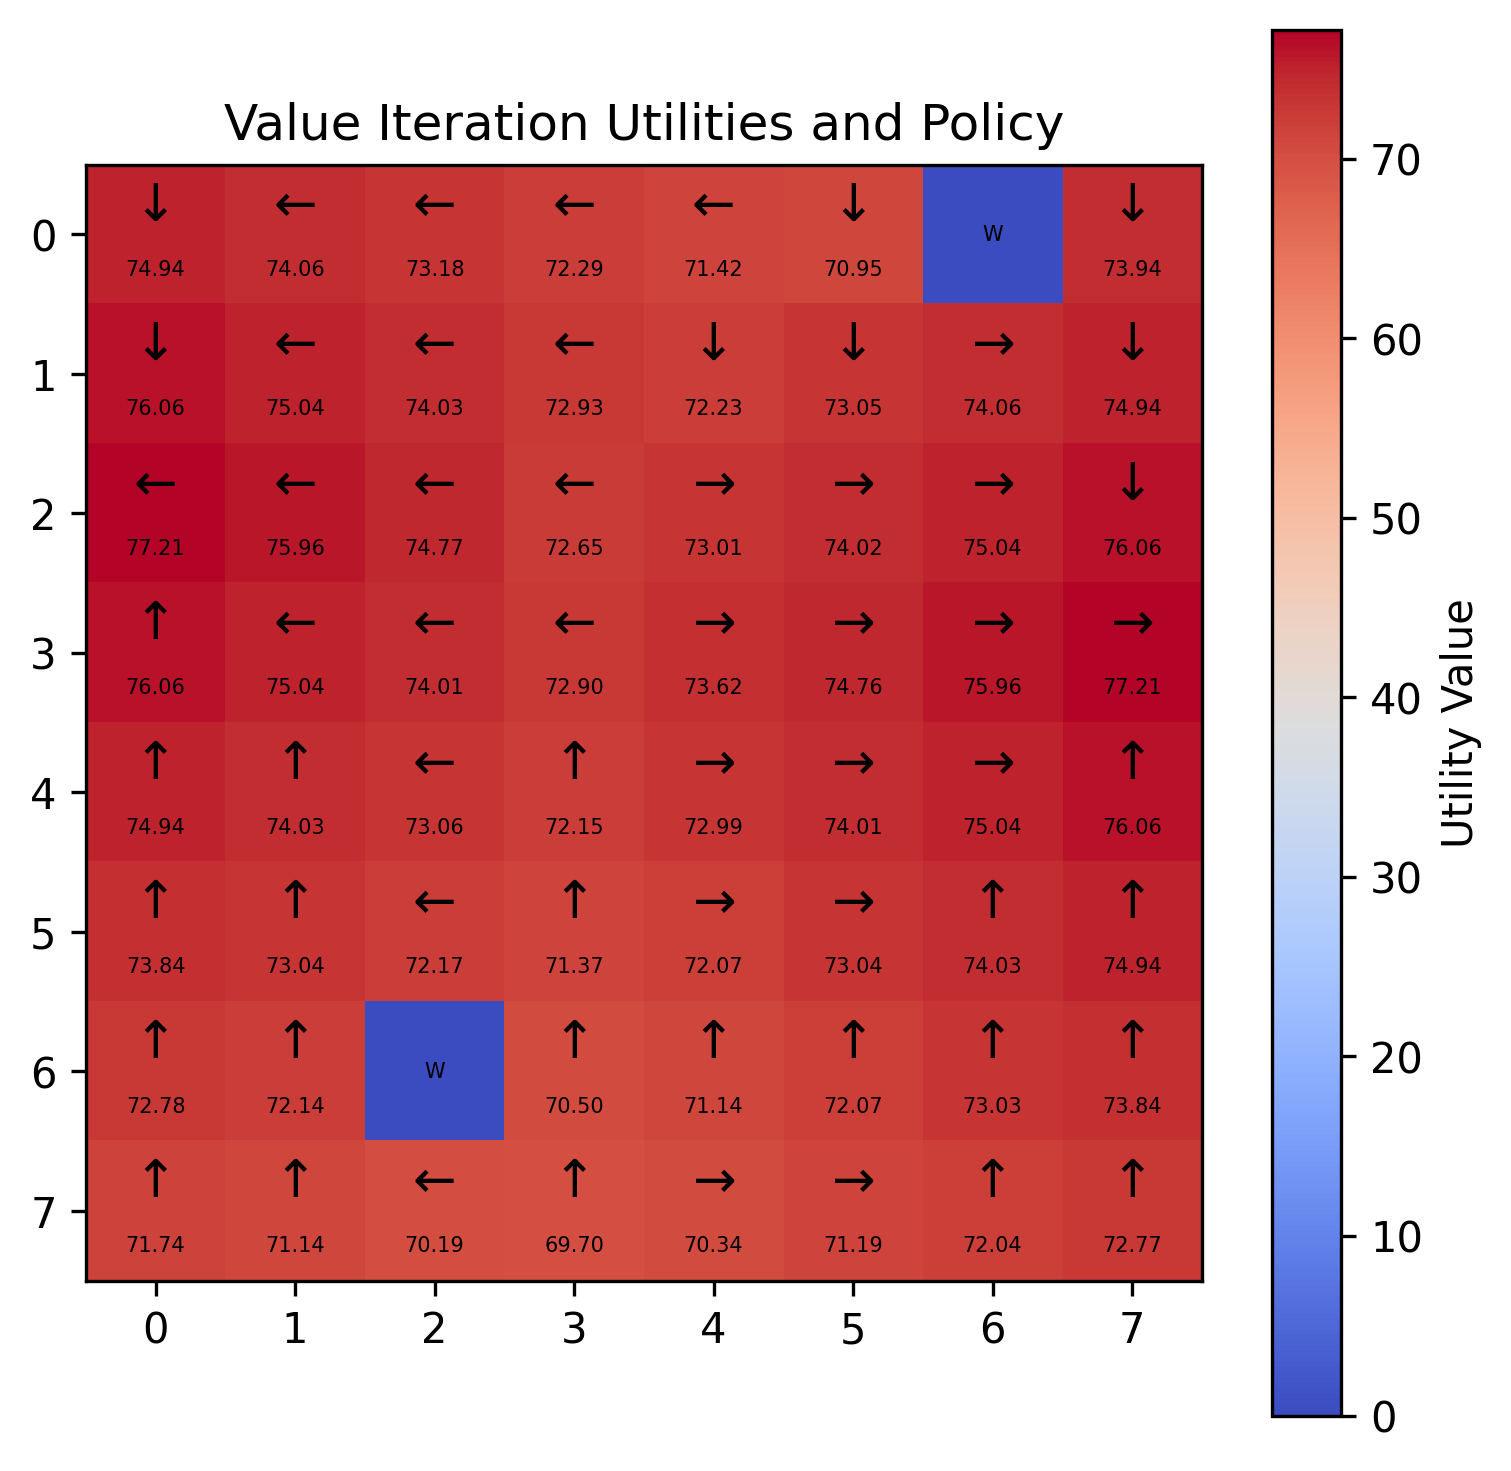 Value Iteration Utilities and Policy
0 ↓ ← ← ← ← ↓ W ↓
74.94 74.06 73.18 72.29 71.42 70.95 73.94
1 ↓ ← ← ← ↓ ↓ → ↓
76.06 75.04 74.03 72.93 72.23 73.05 74.06 74.94
2 ← ← ← ← → → → ↓
77.21 75.96 74.77 72.65 73.01 74.02 75.04 76.06
3 ↑ ← ← ← → → → →
76.06 75.04 74.01 72.90 73.62 74.76 75.96 77.21
4 ↑ ↑ ← ↑ → → → ↑
74.94 74.03 73.06 72.15 72.99 74.01 75.04 76.06
5 ↑ ↑ ← ↑ → → ↑ ↑
73.84 73.04 72.17 71.37 72.07 73.04 74.03 74.94
6 ↑ ↑ W ↑ ↑ ↑ ↑ ↑
72.78 72.14 70.50 71.14 72.07 73.03 73.84
7 ↑ ↑ ← ↑ → → ↑ ↑
71.74 71.14 70.19 69.70 70.34 71.19 72.04 72.77
0 1 2 3 4 5 6 7
70
60
50
40
30
20
10
0
Utility Value